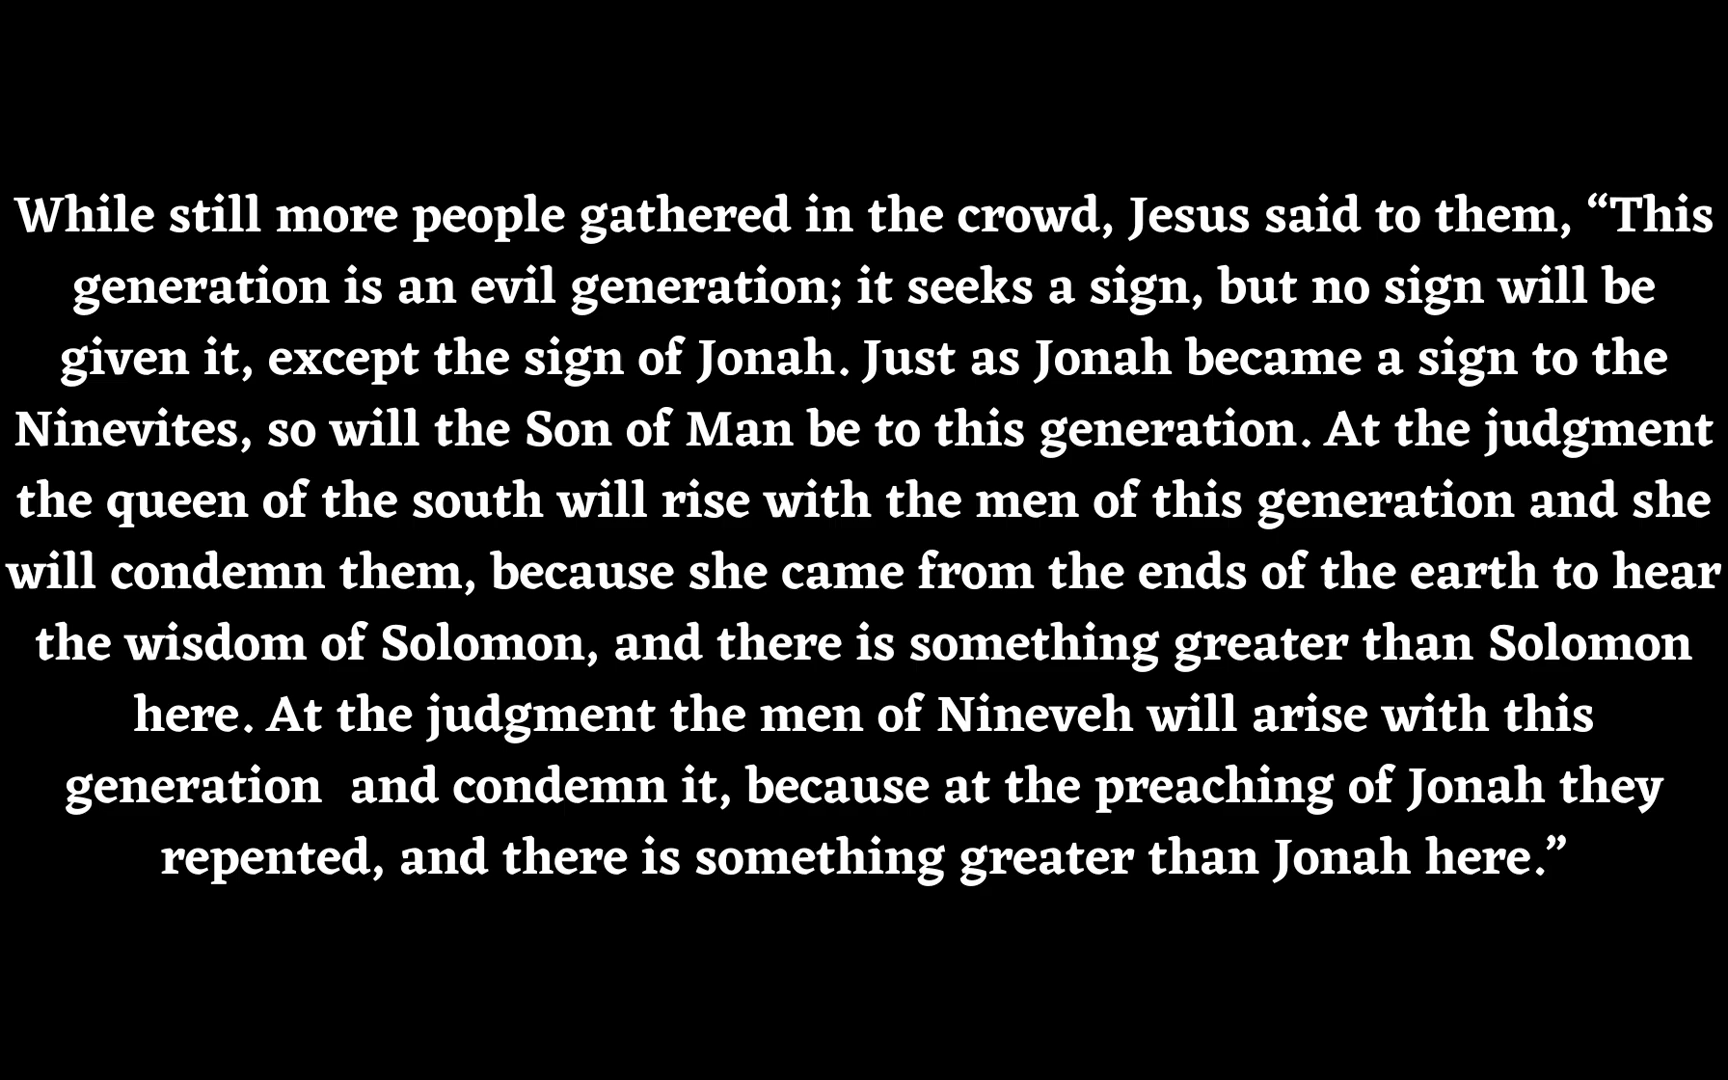 While still more people gathered in the crowd, Jesus said to them, “This
generation is an evil generation; it seeks a sign, but no sign will be
given it, except the sign of Jonah. Just as Jonah became a sign to the
Ninevites, so will the Son of Man be to this generation. At the judgment
the queen of the south will rise with the men of this generation and she
will condemn them, because she came from the ends of the earth to hear
the wisdom of Solomon, and there is something greater than Solomon
here. At the judgment the men of Nineveh will arise with this
generation  and condemn it, because at the preaching of Jonah they
repented, and there is something greater than Jonah here.”